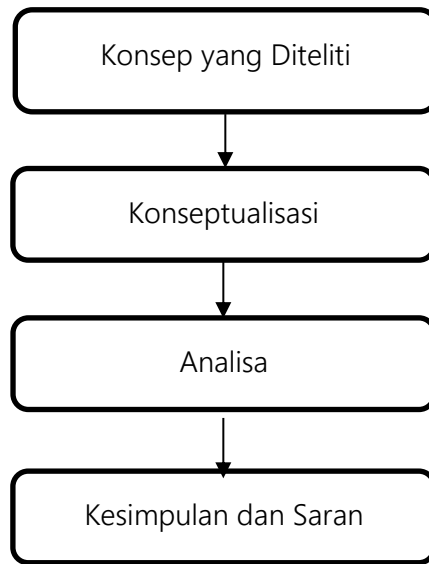 Konsep yang Diteliti
Konseptualisasi
Analisa
Kesimpulan dan Saran